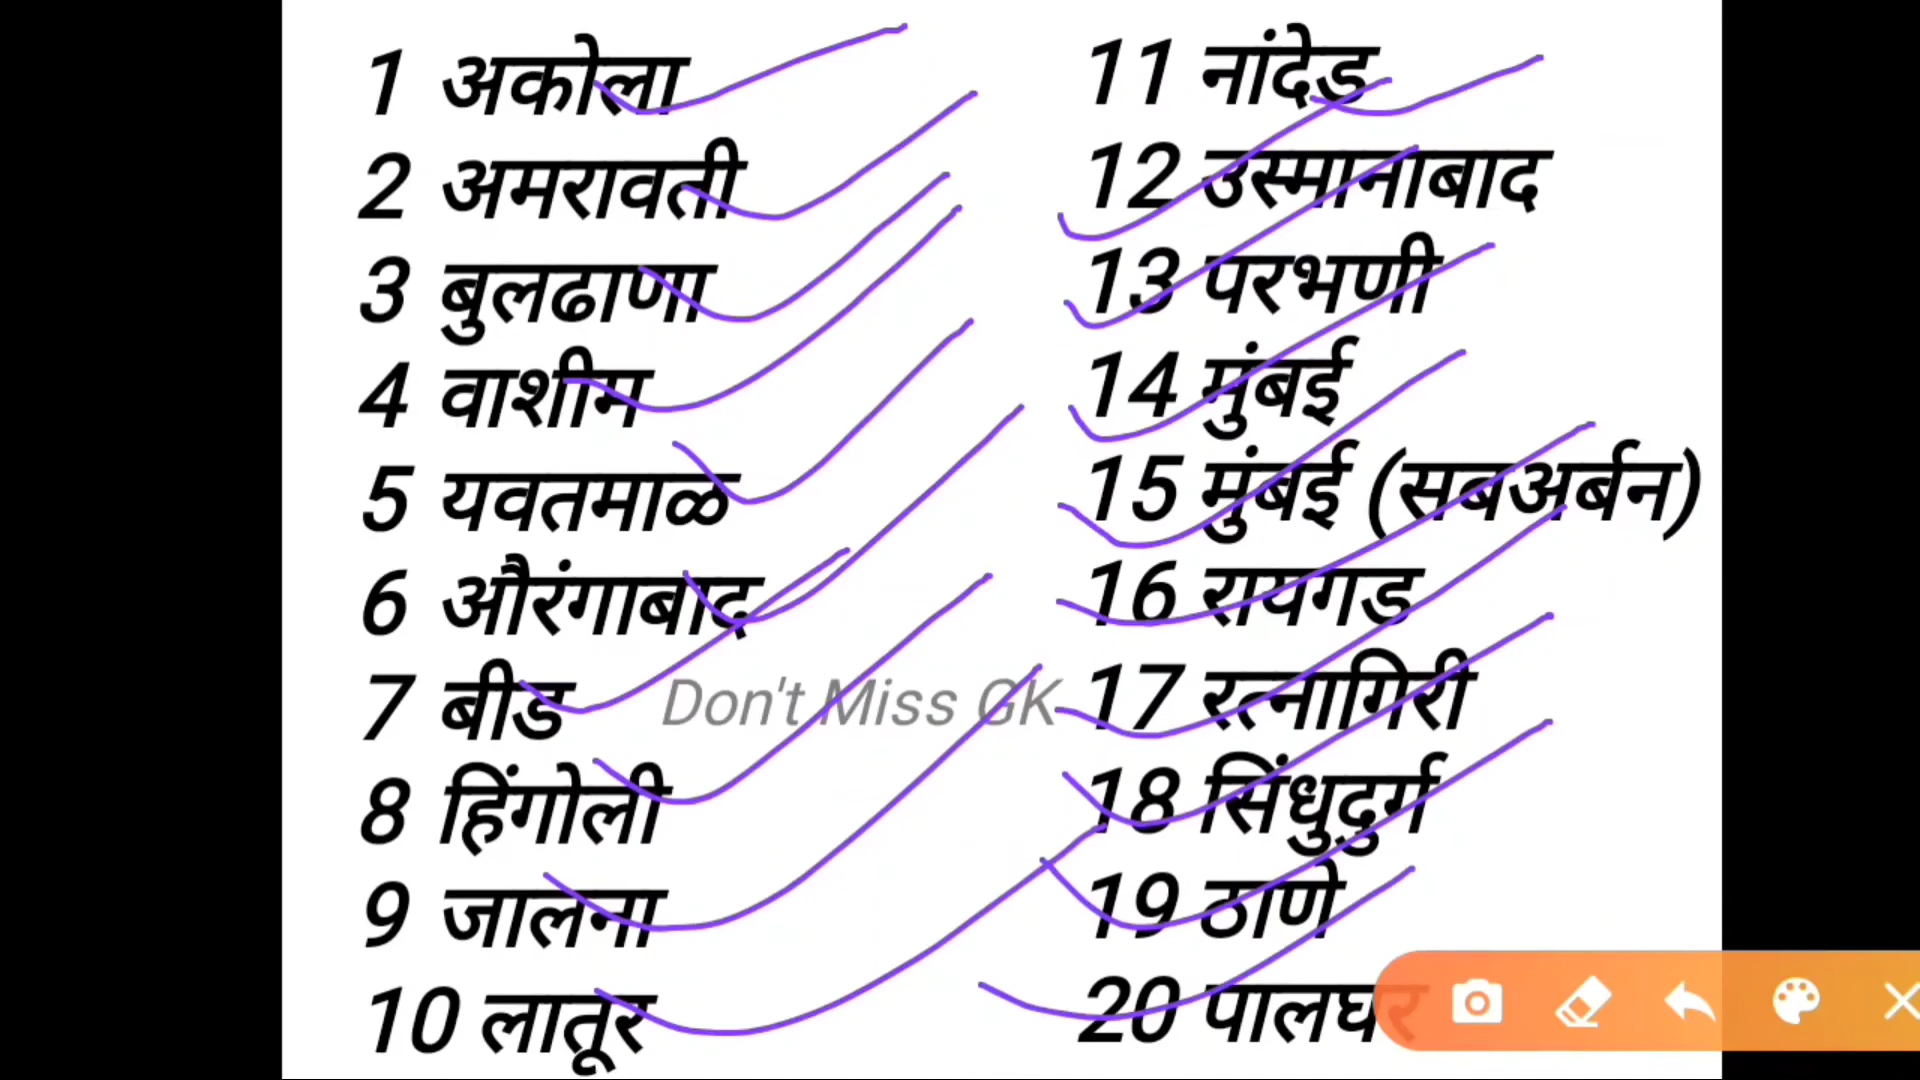 1 अकोला
2 अमरावती
3 बुलढाणा
4 वाशीम
5 यवतमाळ
6 औरंगाबाद
7 बीड
8 हिंगोली
9 जालना
10 लातूर
Don't Miss GK
11 नांदेड
12 उस्मानाबाद
13 परभणी
14 मुंबई
15 मुंबई (सबअर्बन)
16 रायगड
17 रत्नागिरी
18 सिंधुदुर्ग
19 ठाणे
20 पालघर